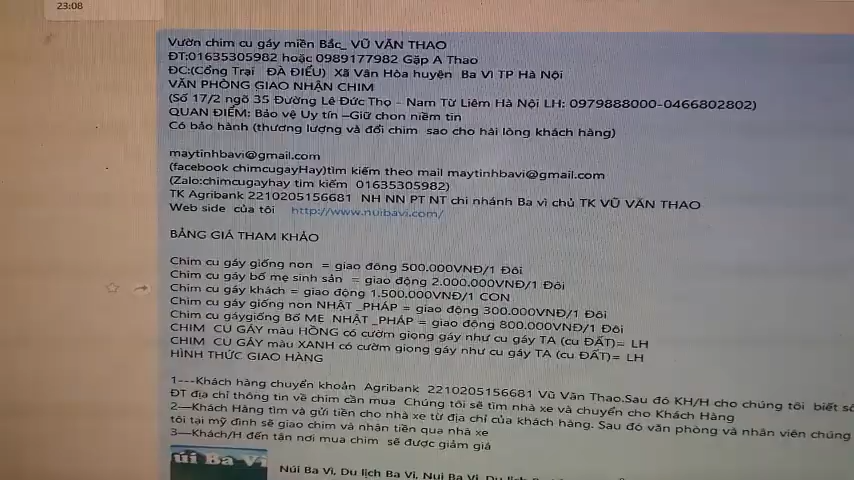 23:08
Vườn chim cu gáy miền Bắc_ VŨ VĂN THAO
ĐT:01635305982 hoặc 0989177982 Gặp A Thao
ĐC:(Cổng Trại ĐÀ ĐIỂU) Xã Vân Hòa huyện Ba Vì TP Hà Nội
VĂN PHÒNG GIAO NHẬN CHIM
(Số 17/2 ngõ 35 Đường Lê Đức Thọ – Nam Từ Liêm Hà Nội LH: 0979888000-0466802802)
QUAN ĐIỂM: Bảo vệ Uy tín –Giữ chon niềm tin
Có bảo hành (thương lượng và đổi chim sao cho hài lòng khách hàng)
maytinhbavi@gmail.com
(facebook chimcugayHay)tìm kiếm theo mail maytinhbavi@gmail.com
(Zalo:chimcugayhay tim kiếm 01635305982)
TK Agribank 2210205156681 NH NN PT NT chi nhánh Ba vì chủ TK VŨ VĂN THAO
Web side của tôi http://www.nuibavi.com/
BẢNG GIÁ THAM KHẢO
Chim cu gáy giống non = giao đông 500.000VNĐ/1 Đôi
Chim cu gáy bố mẹ sinh sản = giao động 2.000.000VNĐ/1 Đôi
Chim cu gáy khách = giao động 1.500.000VNĐ/1 CON
Chim cu gáy giống non NHẬT _PHÁP = giao động 300.000VNĐ/1 Đôi
Chim cu gáygiống Bố MẸ NHẬT _PHÁP = giao động 800.000VNĐ/1 Đôi
CHIM CU GÁY màu HỒNG có cườm giọng gáy như cu gáy TA (cu ĐẤT)= LH
CHIM CU GÁY màu XANH có cườm giong gáy như cu gáy TA (cu ĐẤT)= LH
HÌNH THỨC GIAO HÀNG
1---Khách hàng chuyển khoản Agribank 2210205156681 Vũ Văn Thao.Sau đó KH/H cho chúng tôi biết số
ĐT địa chỉ thông tin về chim cần mua Chúng tôi sẽ tìm nhà xe và chuyển cho Khách Hàng
2—Khách Hàng tìm và gửi tiền cho nhà xe từ địa chỉ của khách hàng. Sau đó văn phòng và nhân viên chúng
tôi tại mỹ đình sẽ giao chim và nhân tiền qua nhà xe
3—Khách/H đến tận nơi mua chim sẽ được giảm giá
úi Ba Vì
Núi Ba Vì, Du lịch Ba Vì, Nui Ba Vi,